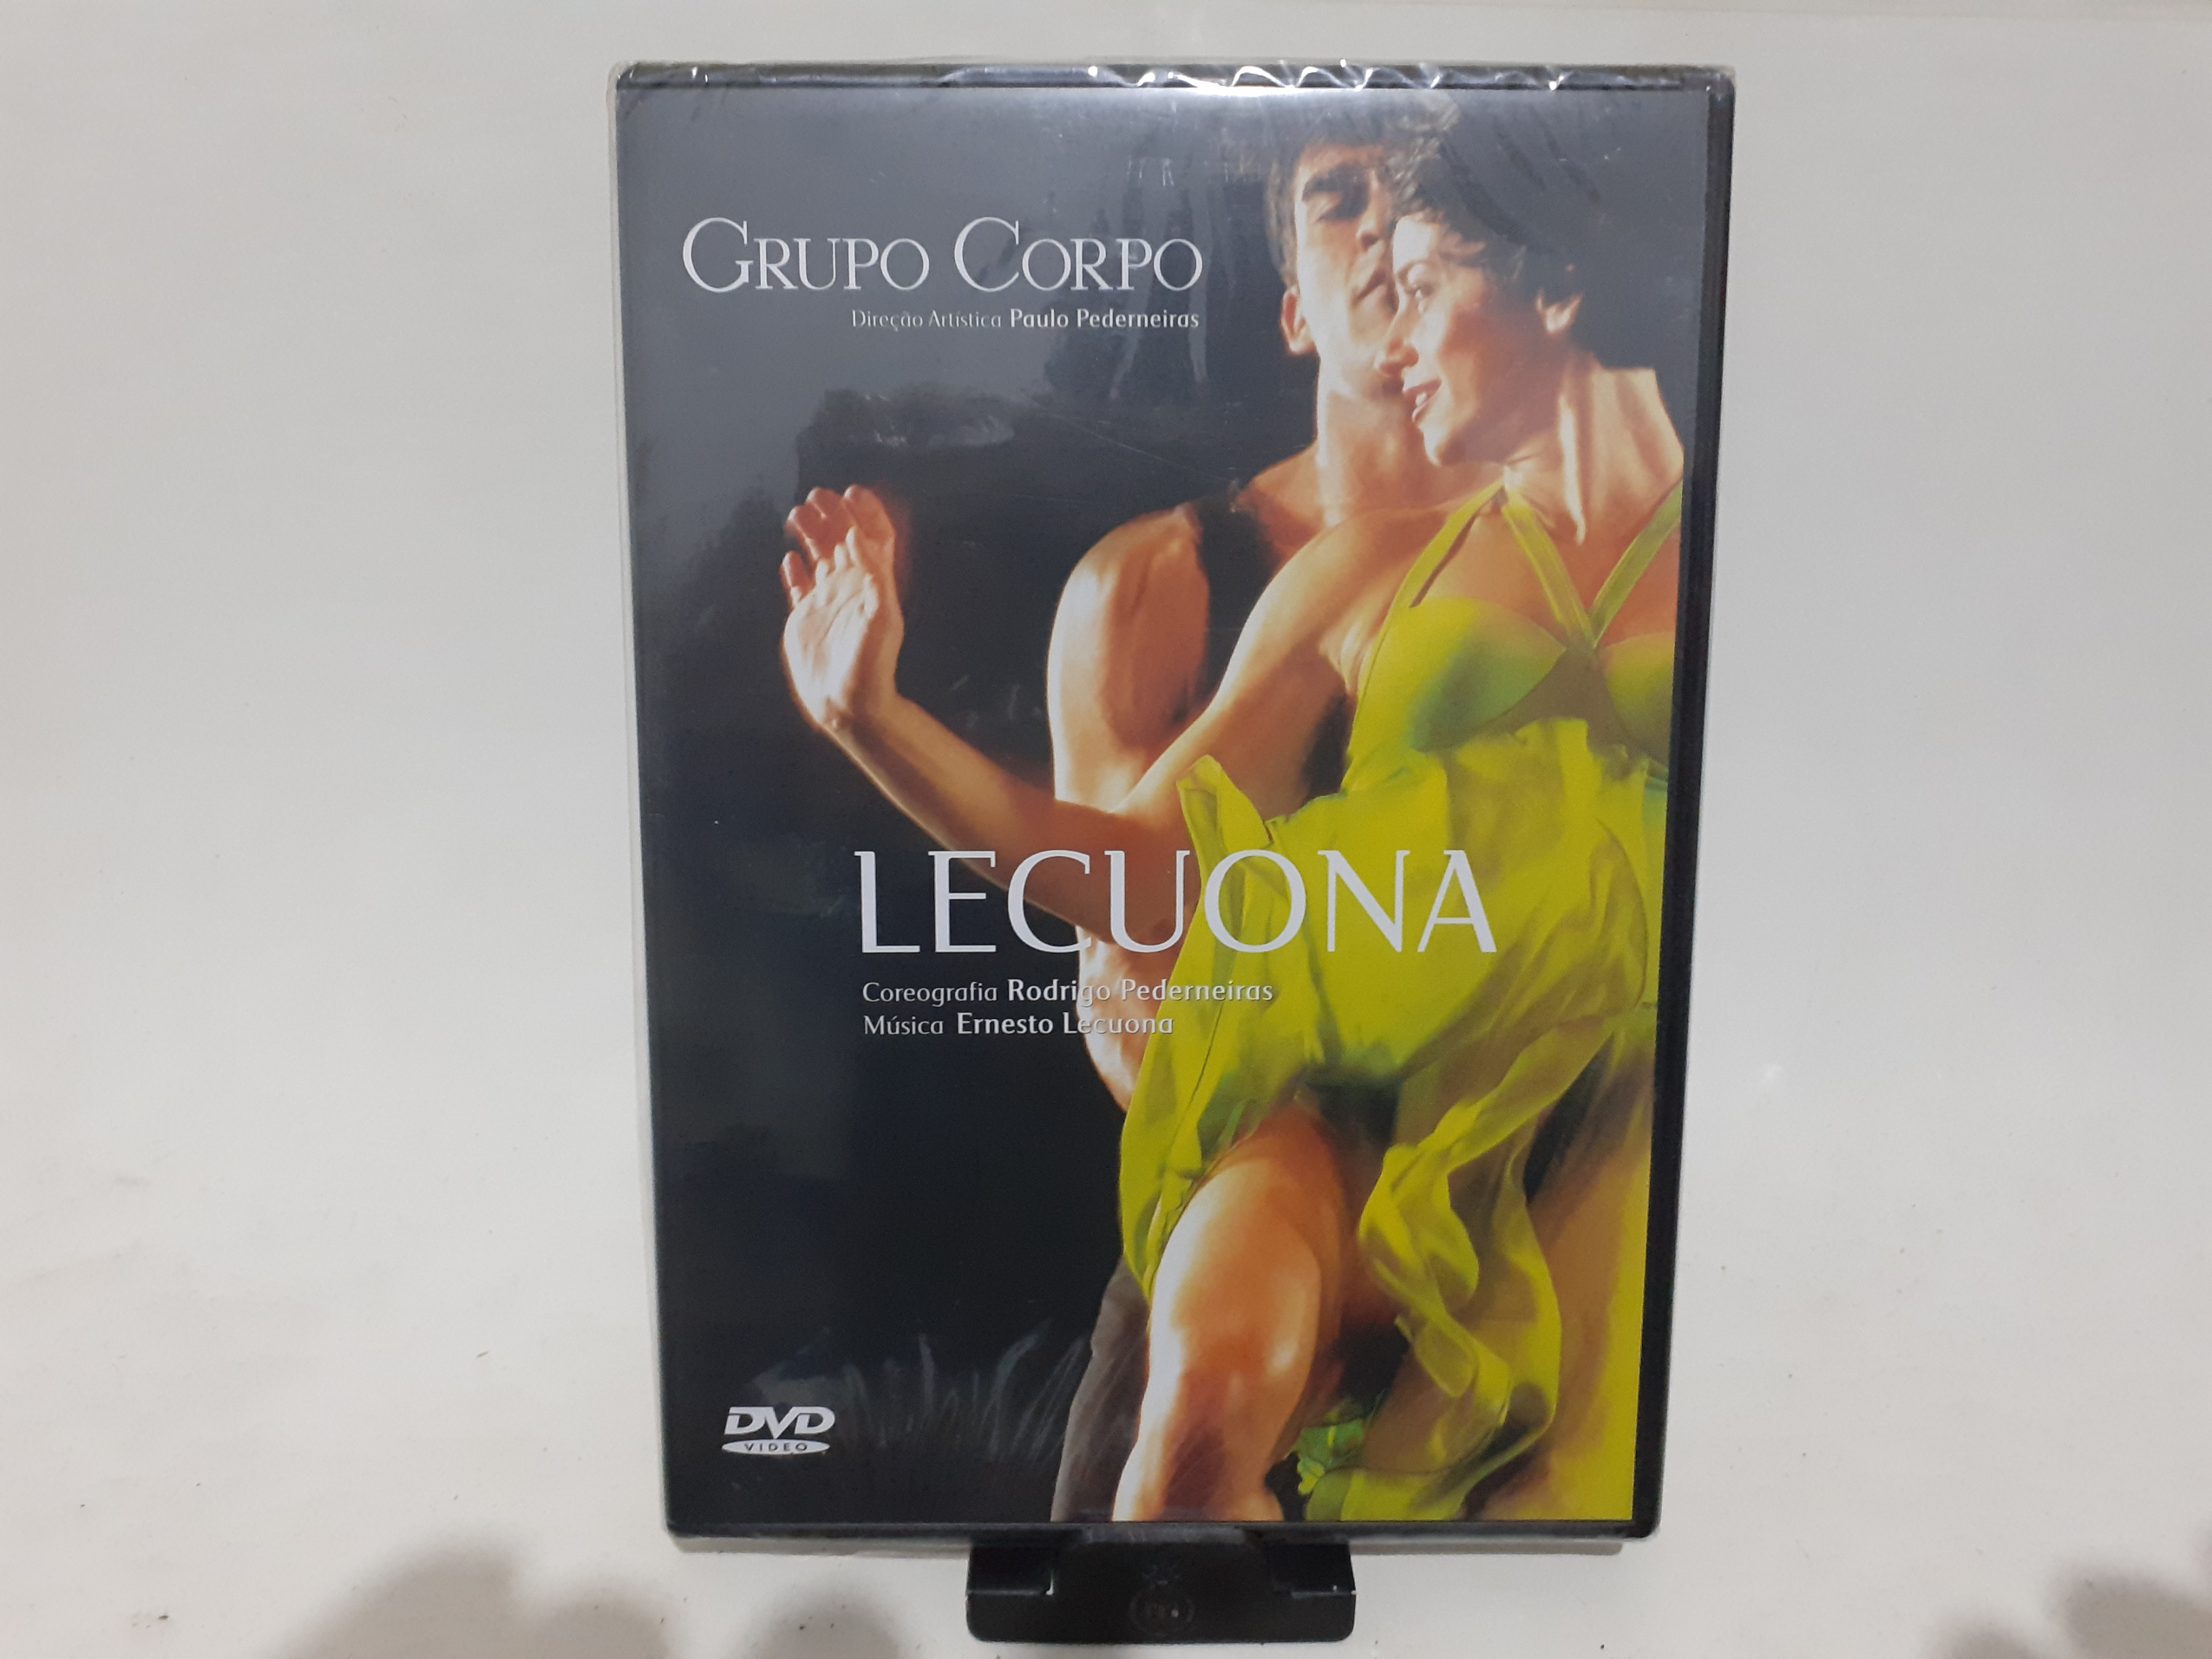 GRUPO CORPO
Direção Artística Paulo Pederneiras
LECUONA
Coreografia Rodrigo Pederneiras
Música Ernesto Lecuona
DVD
VIDEO